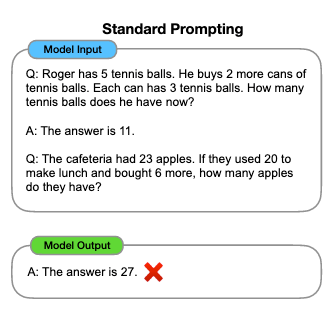 Standard Prompting
Model Input
Q: Roger has 5 tennis balls. He buys 2 more cans of
tennis balls. Each can has 3 tennis balls. How many
tennis balls does he have now?
A: The answer is 11.
Q: The cafeteria had 23 apples. If they used 20 to
make lunch and bought 6 more, how many apples
do they have?
Model Output
A: The answer is 27.